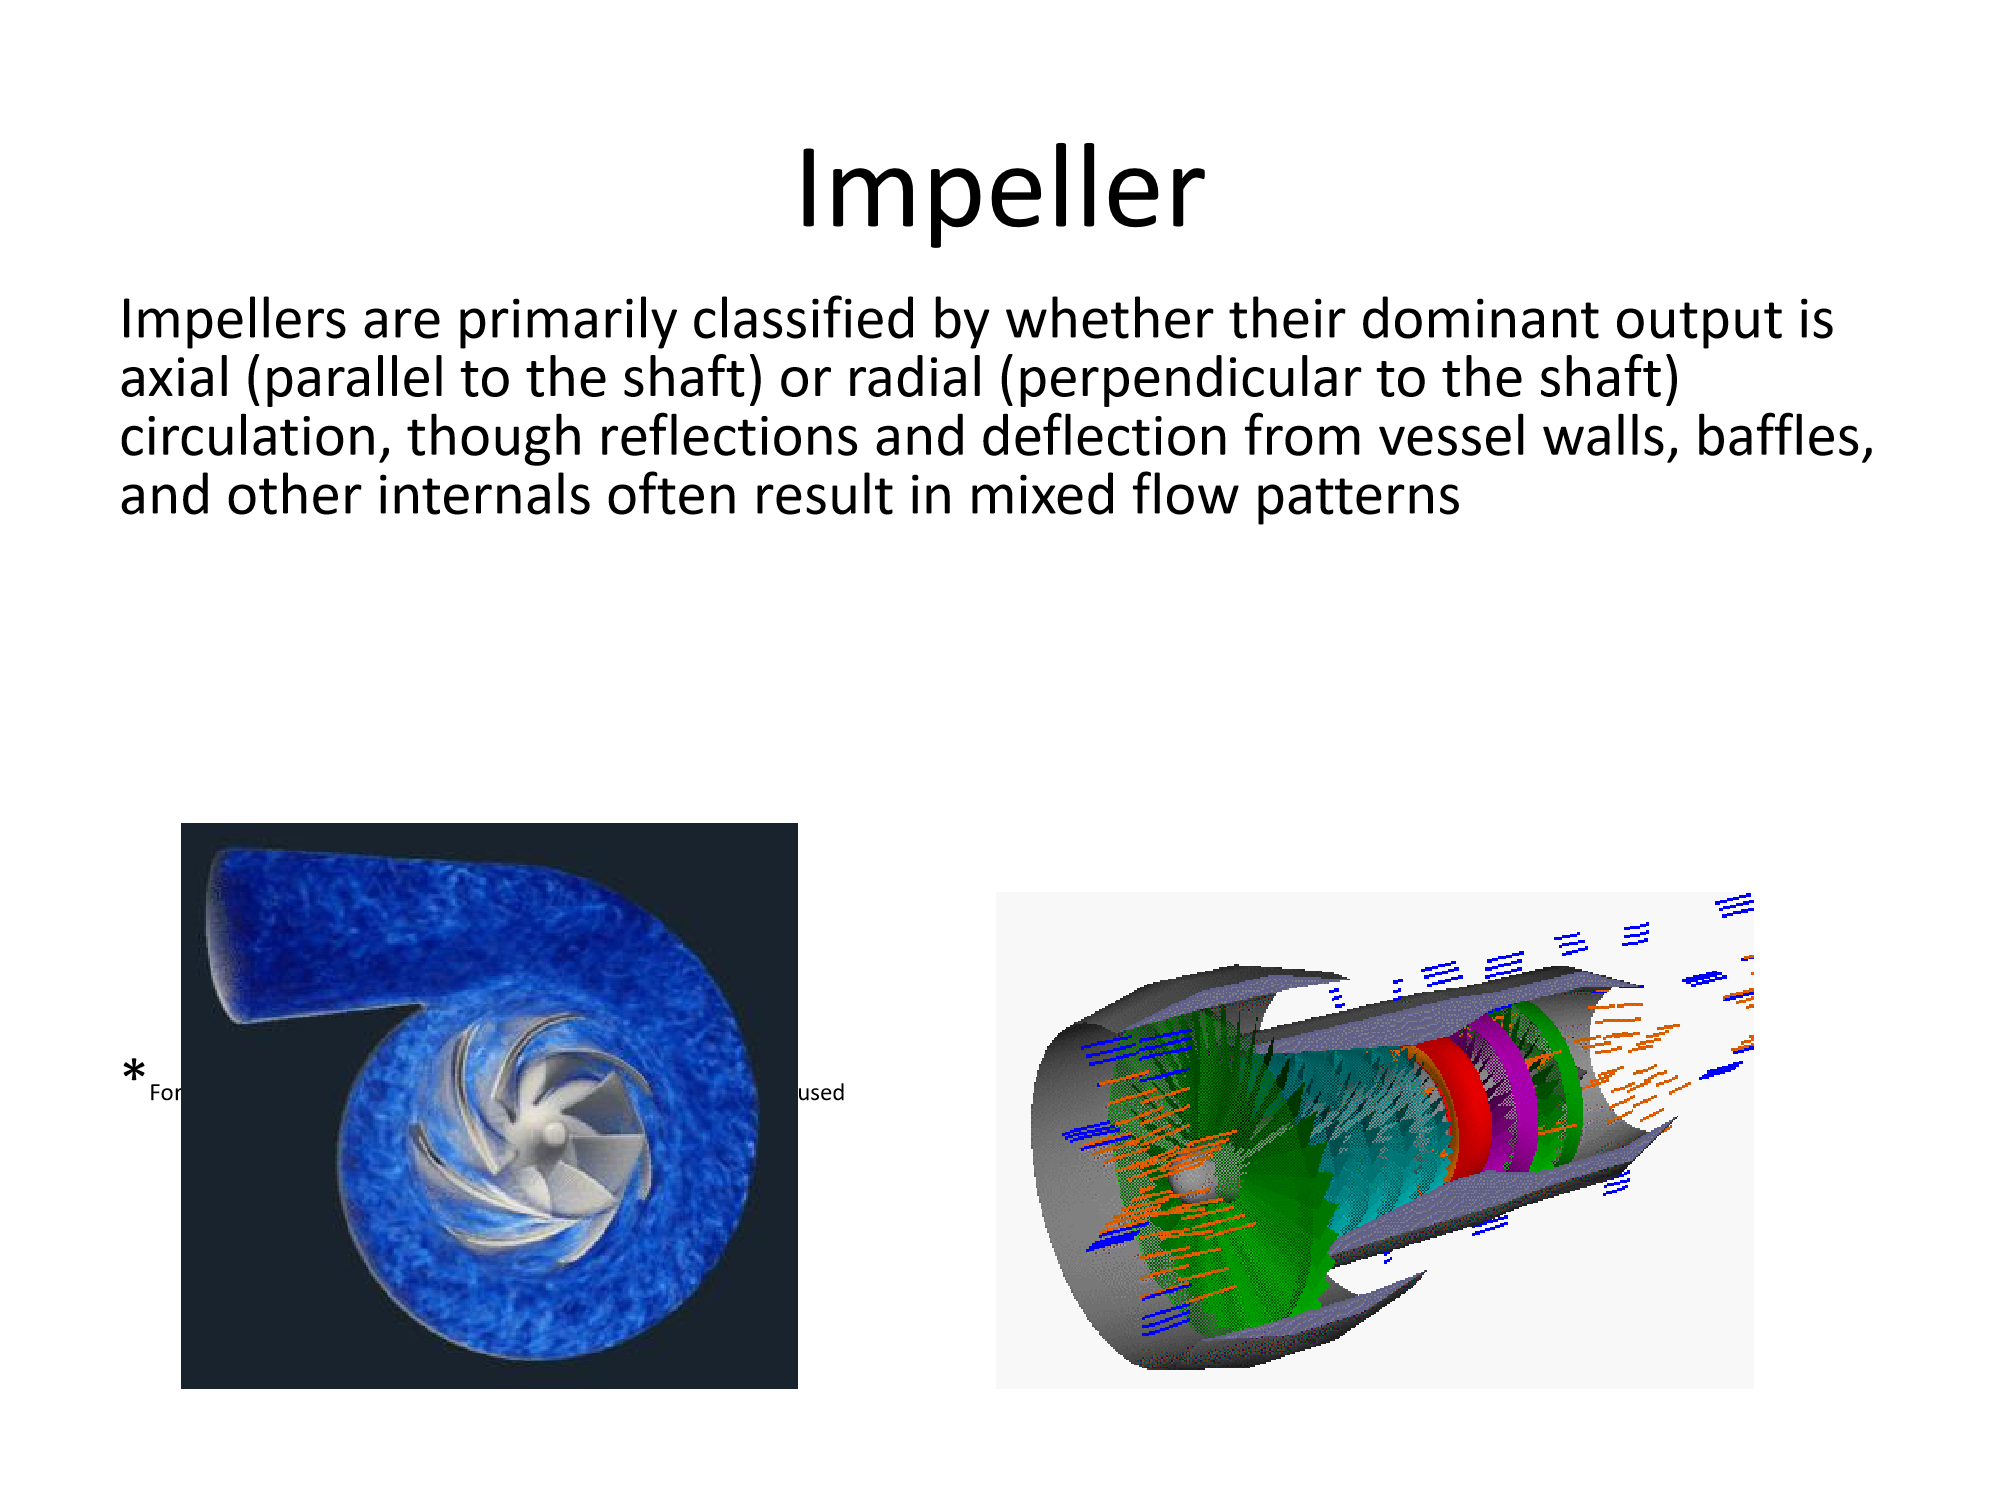 Impeller
Impellers are primarily classified by whether their dominant output is
axial (parallel to the shaft) or radial (perpendicular to the shaft)
circulation, though reflections and deflection from vessel walls, baffles,
and other internals often result in mixed flow patterns
* For used